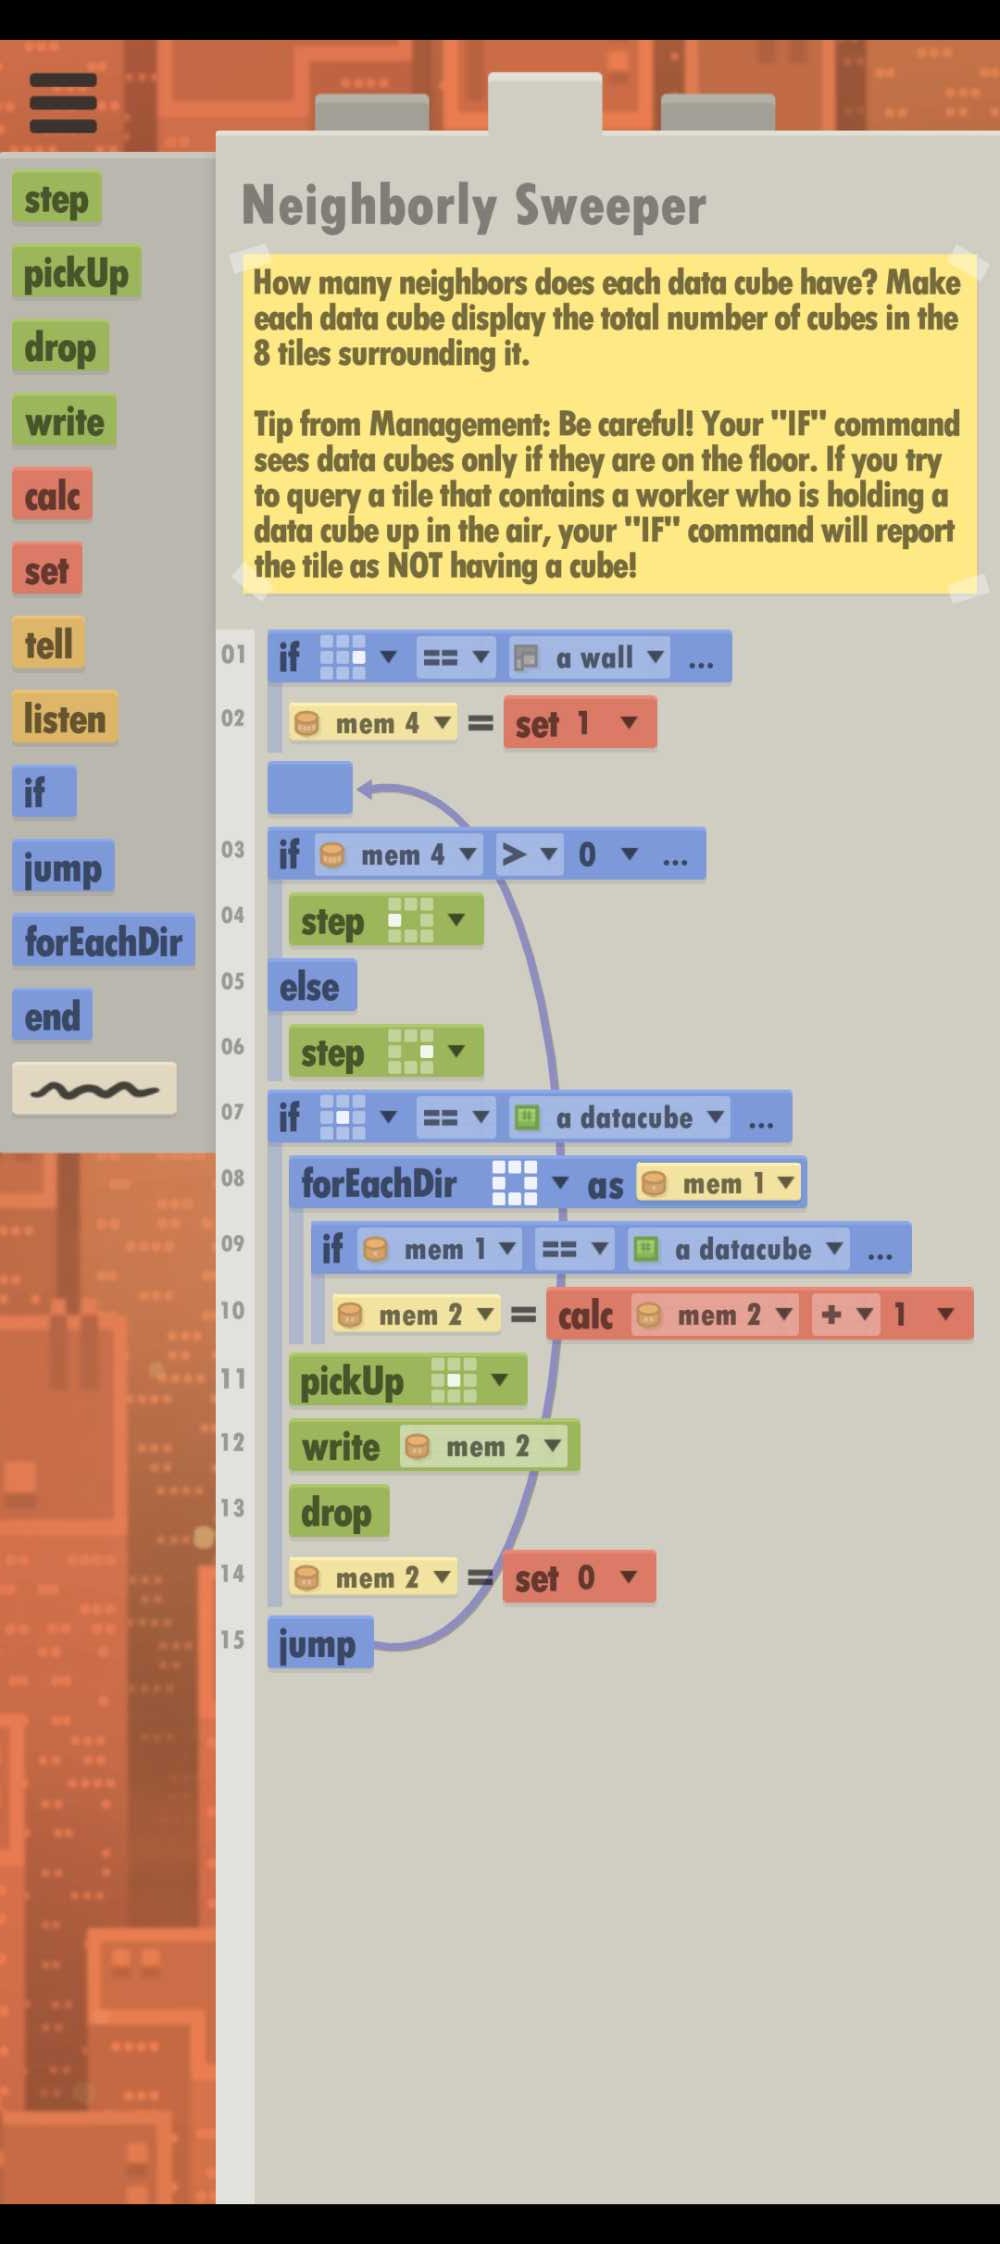 Neighborly Sweeper
How many neighbors does each data cube have? Make
each data cube display the total number of cubes in the
8 tiles surrounding it.
Tip from Management: Be careful! Your "IF" command
sees data cubes only if they are on the floor. If you try
to query a tile that contains a worker who is holding a
data cube up in the air, your "IF" command will report
the tile as NOT having a cube!
step
pickUp
drop
write
calc
set
tell
listen
if
jump
forEachDir
end
01 if == a wall ...
02 mem 4 = set 1
03 if mem 4 > 0 ...
04 step
05 else
06 step
07 if == a datacube ...
08 forEachDir as mem 1
09 if mem 1 == a datacube ...
10 mem 2 = calc mem 2 + 1
11 pickUp
12 write mem 2
13 drop
14 mem 2 = set 0
15 jump